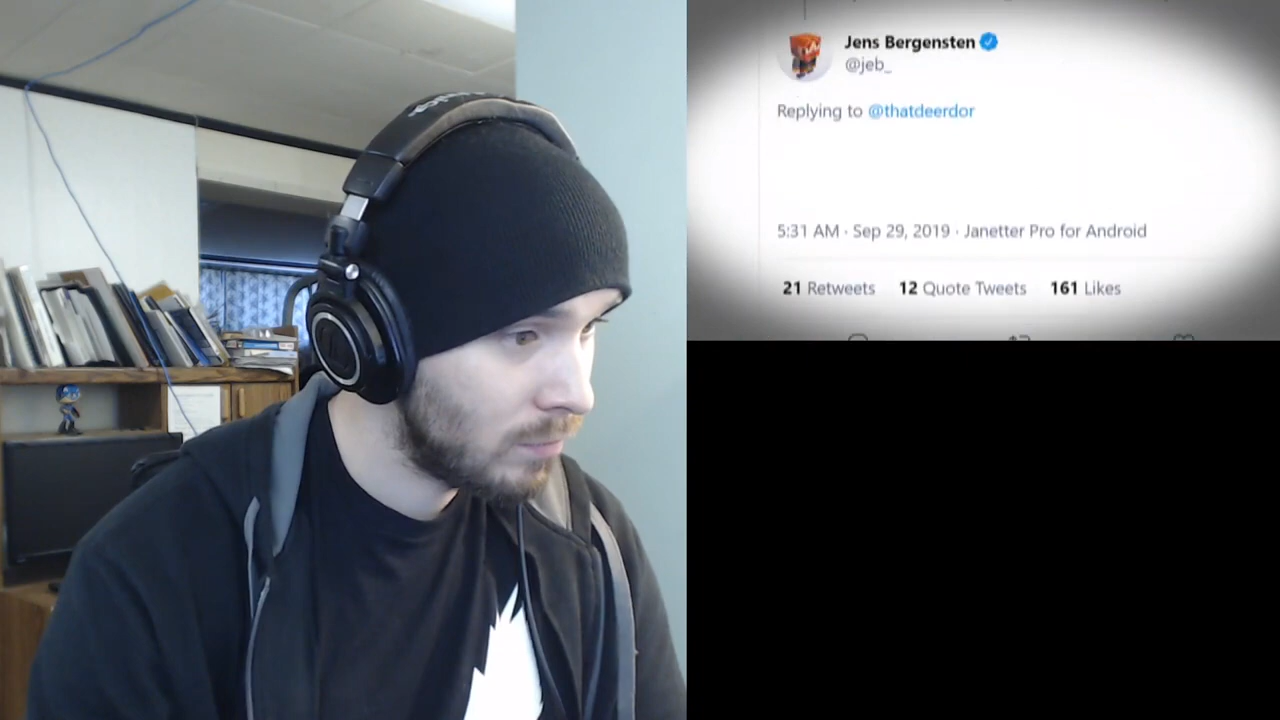 Jens Bergensten
@jeb_
Replying to @thatdeerdor
5:31 AM · Sep 29, 2019 · Janetter Pro for Android
21 Retweets 12 Quote Tweets 161 Likes